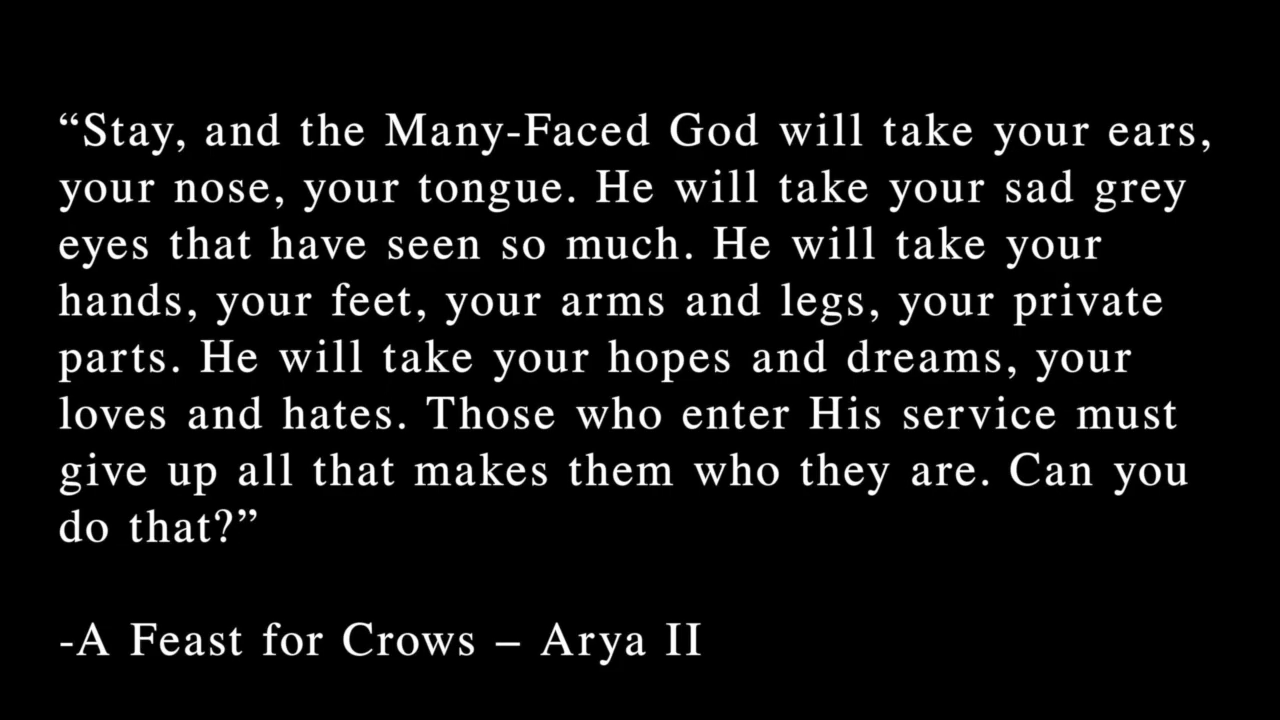 “Stay, and the Many-Faced God will take your ears,
your nose, your tongue. He will take your sad grey
eyes that have seen so much. He will take your
hands, your feet, your arms and legs, your private
parts. He will take your hopes and dreams, your
loves and hates. Those who enter His service must
give up all that makes them who they are. Can you
do that?”
-A Feast for Crows – Arya II